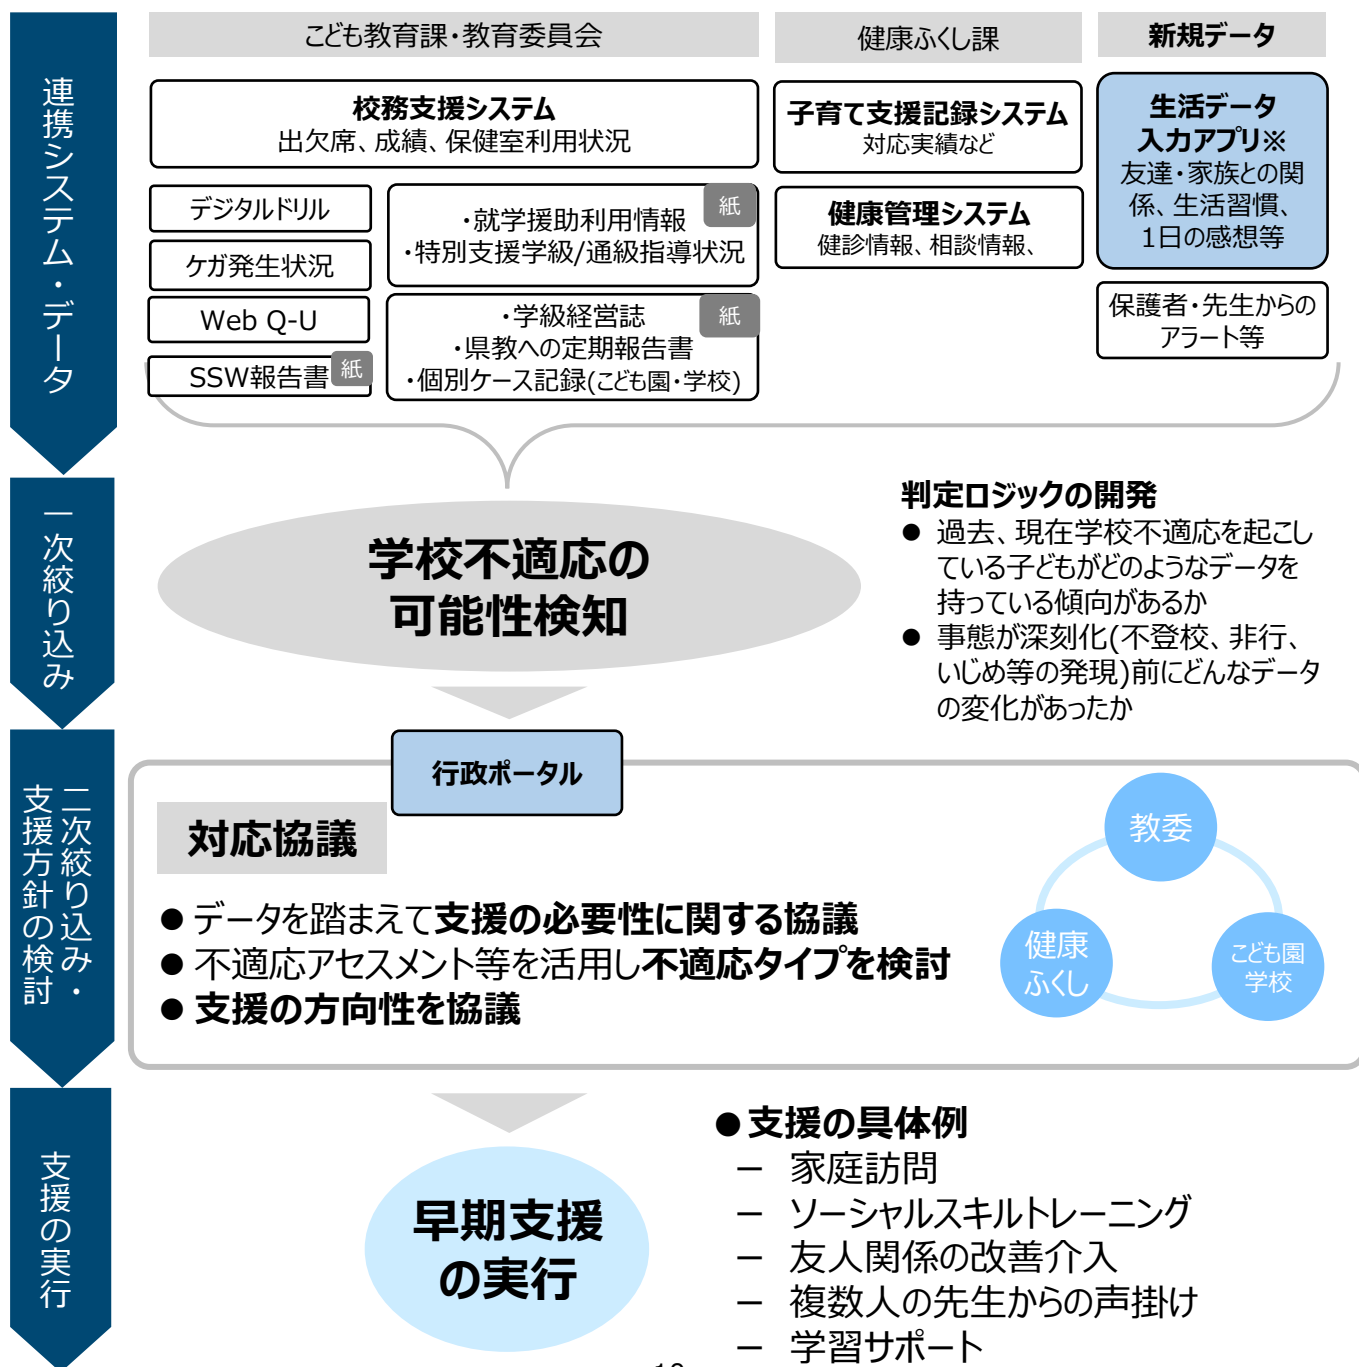 連携システム・データ
こども教育課・教育委員会
健康ふくし課
新規データ
校務支援システム
出欠席、成績、保健室利用状況
子育て支援記録システム
対応実績など
生活データ
入力アプリ※
友達・家族との関
係、生活習慣、
1日の感想等
デジタルドリル
ケガ発生状況
Web Q-U
SSW報告書
紙
紙
・就学援助利用情報
・特別支援学級/通級指導状況
紙
・学級経営誌
・県教への定期報告書
・個別ケース記録(こども園・学校)
健康管理システム
健診情報、相談情報、
保護者・先生からの
アラート等
一次絞り込み
学校不適応の
可能性検知
判定ロジックの開発
● 過去、現在学校不適応を起こし
ている子どもがどのようなデータを
持っている傾向があるか
● 事態が深刻化(不登校、非行、
いじめ等の発現)前にどんなデータ
の変化があったか
二次絞り込み・
支援方針の検討
行政ポータル
対応協議
● データを踏まえて支援の必要性に関する協議
● 不適応アセスメント等を活用し不適応タイプを検討
● 支援の方向性を協議
教委
健康
ふくし
こども園
学校
支援の実行
早期支援
の実行
● 支援の具体例
－ 家庭訪問
－ ソーシャルスキルトレーニング
－ 友人関係の改善介入
－ 複数人の先生からの声掛け
－ 学習サポート